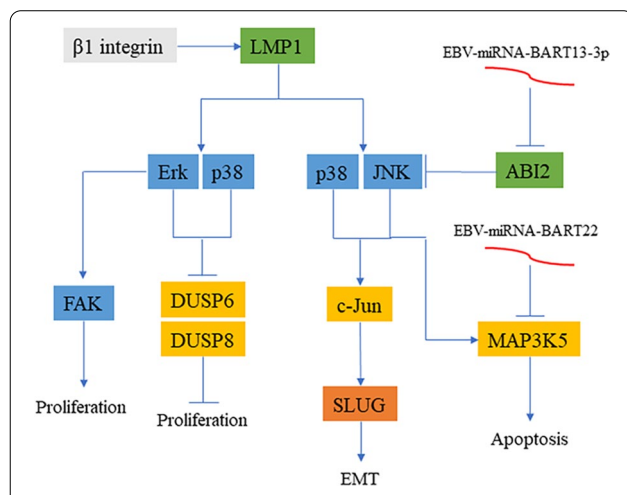 β1 integrin
LMP1
EBV-miRNA-BART13-3p
Erk
p38
p38
JNK
ABI2
EBV-miRNA-BART22
FAK
DUSP6
c-Jun
DUSP8
MAP3K5
Proliferation
Proliferation
SLUG
Apoptosis
EMT